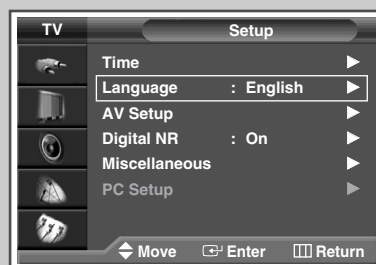 TV Setup
Time
Language : English
AV Setup
Digital NR : On
Miscellaneous
PC Setup
Move Enter Return